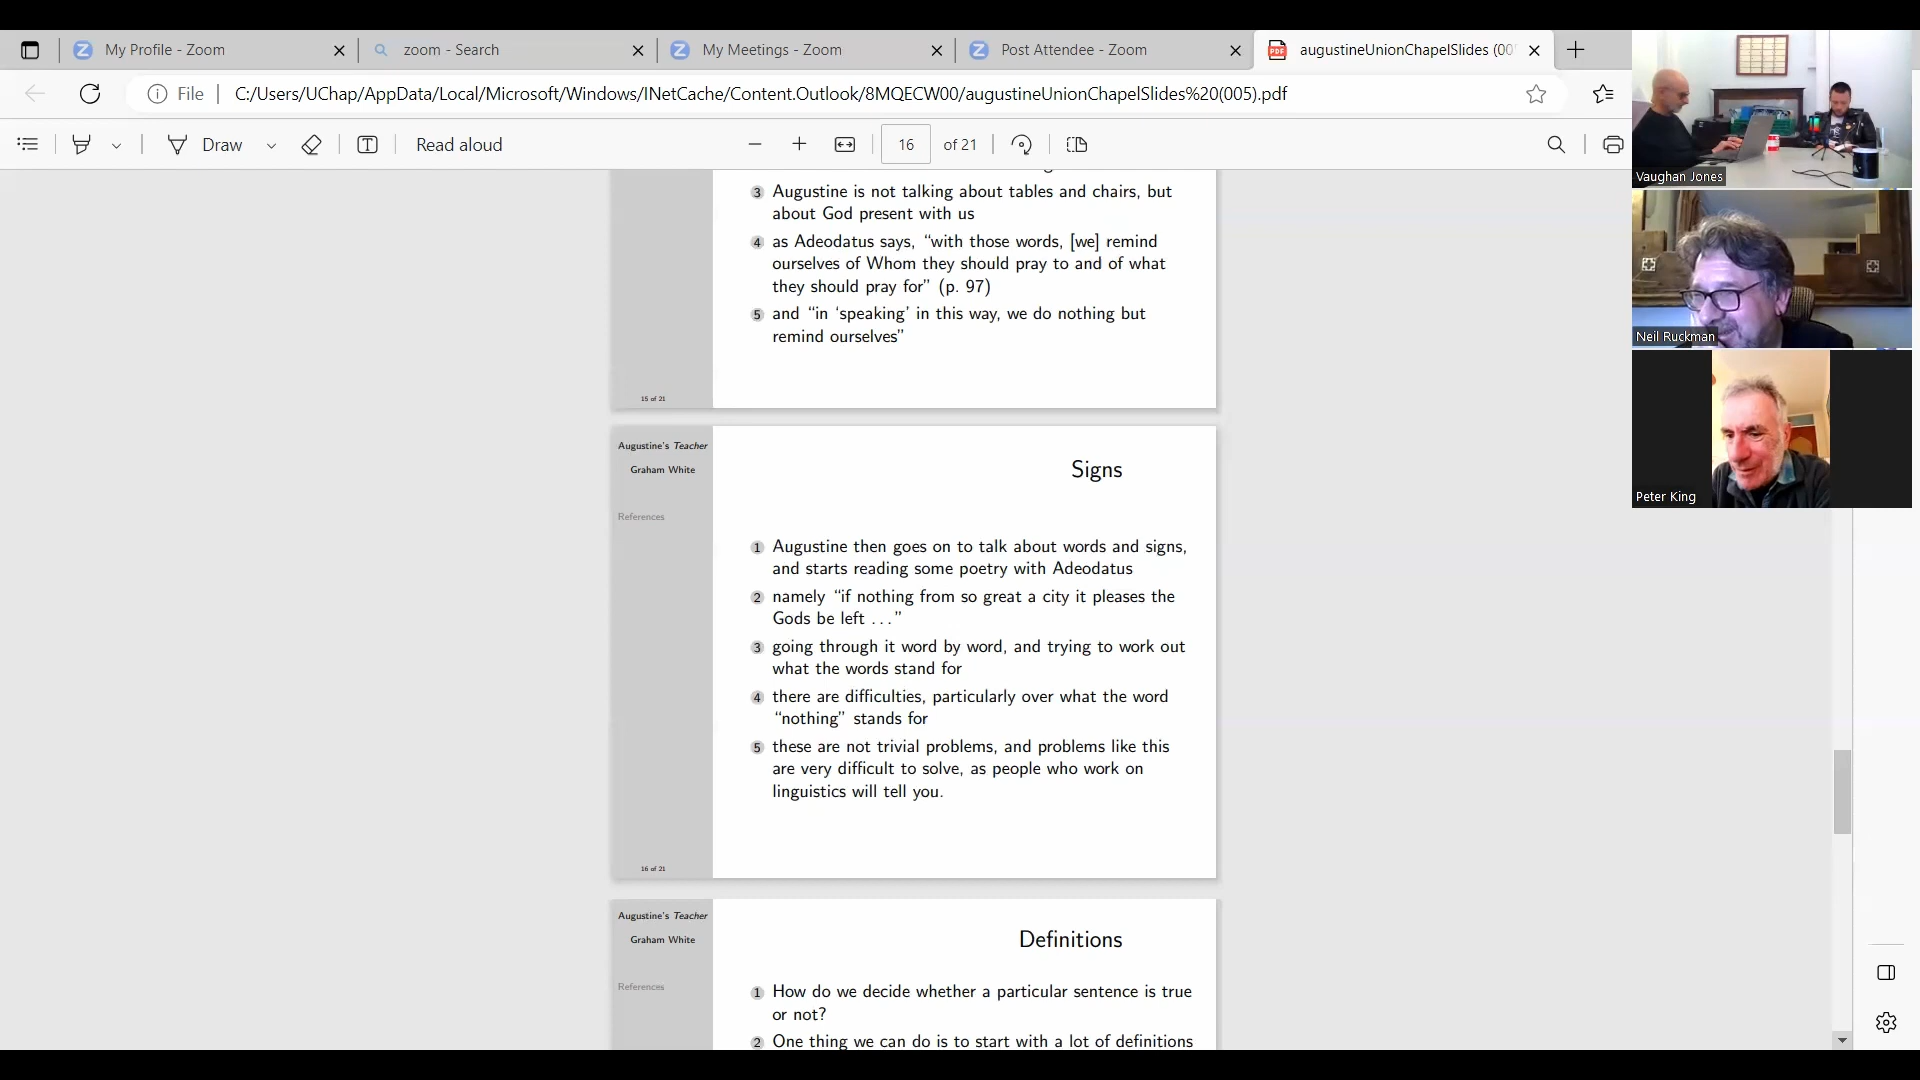 My Profile - Zoom
zoom - Search
My Meetings - Zoom
Post Attendee - Zoom
augustineUnionChapelSlides (00
File
C:/Users/UChap/AppData/Local/Microsoft/Windows/INetCache/Content.Outlook/8MQECW00/augustineUnionChapelSlides%20(005).pdf
Draw
Read aloud
16 of 21
Vaughan Jones
Neil Ruckman
Peter King
3 Augustine is not talking about tables and chairs, but
about God present with us
4 as Adeodatus says, “with those words, [we] remind
ourselves of Whom they should pray to and of what
they should pray for” (p. 97)
5 and “in ‘speaking’ in this way, we do nothing but
remind ourselves”
15 of 21
Augustine's Teacher
Graham White
References
Signs
1 Augustine then goes on to talk about words and signs,
and starts reading some poetry with Adeodatus
2 namely “if nothing from so great a city it pleases the
Gods be left . . .”
3 going through it word by word, and trying to work out
what the words stand for
4 there are difficulties, particularly over what the word
“nothing” stands for
5 these are not trivial problems, and problems like this
are very difficult to solve, as people who work on
linguistics will tell you.
16 of 21
Augustine's Teacher
Graham White
References
Definitions
1 How do we decide whether a particular sentence is true
or not?
2 One thing we can do is to start with a lot of definitions